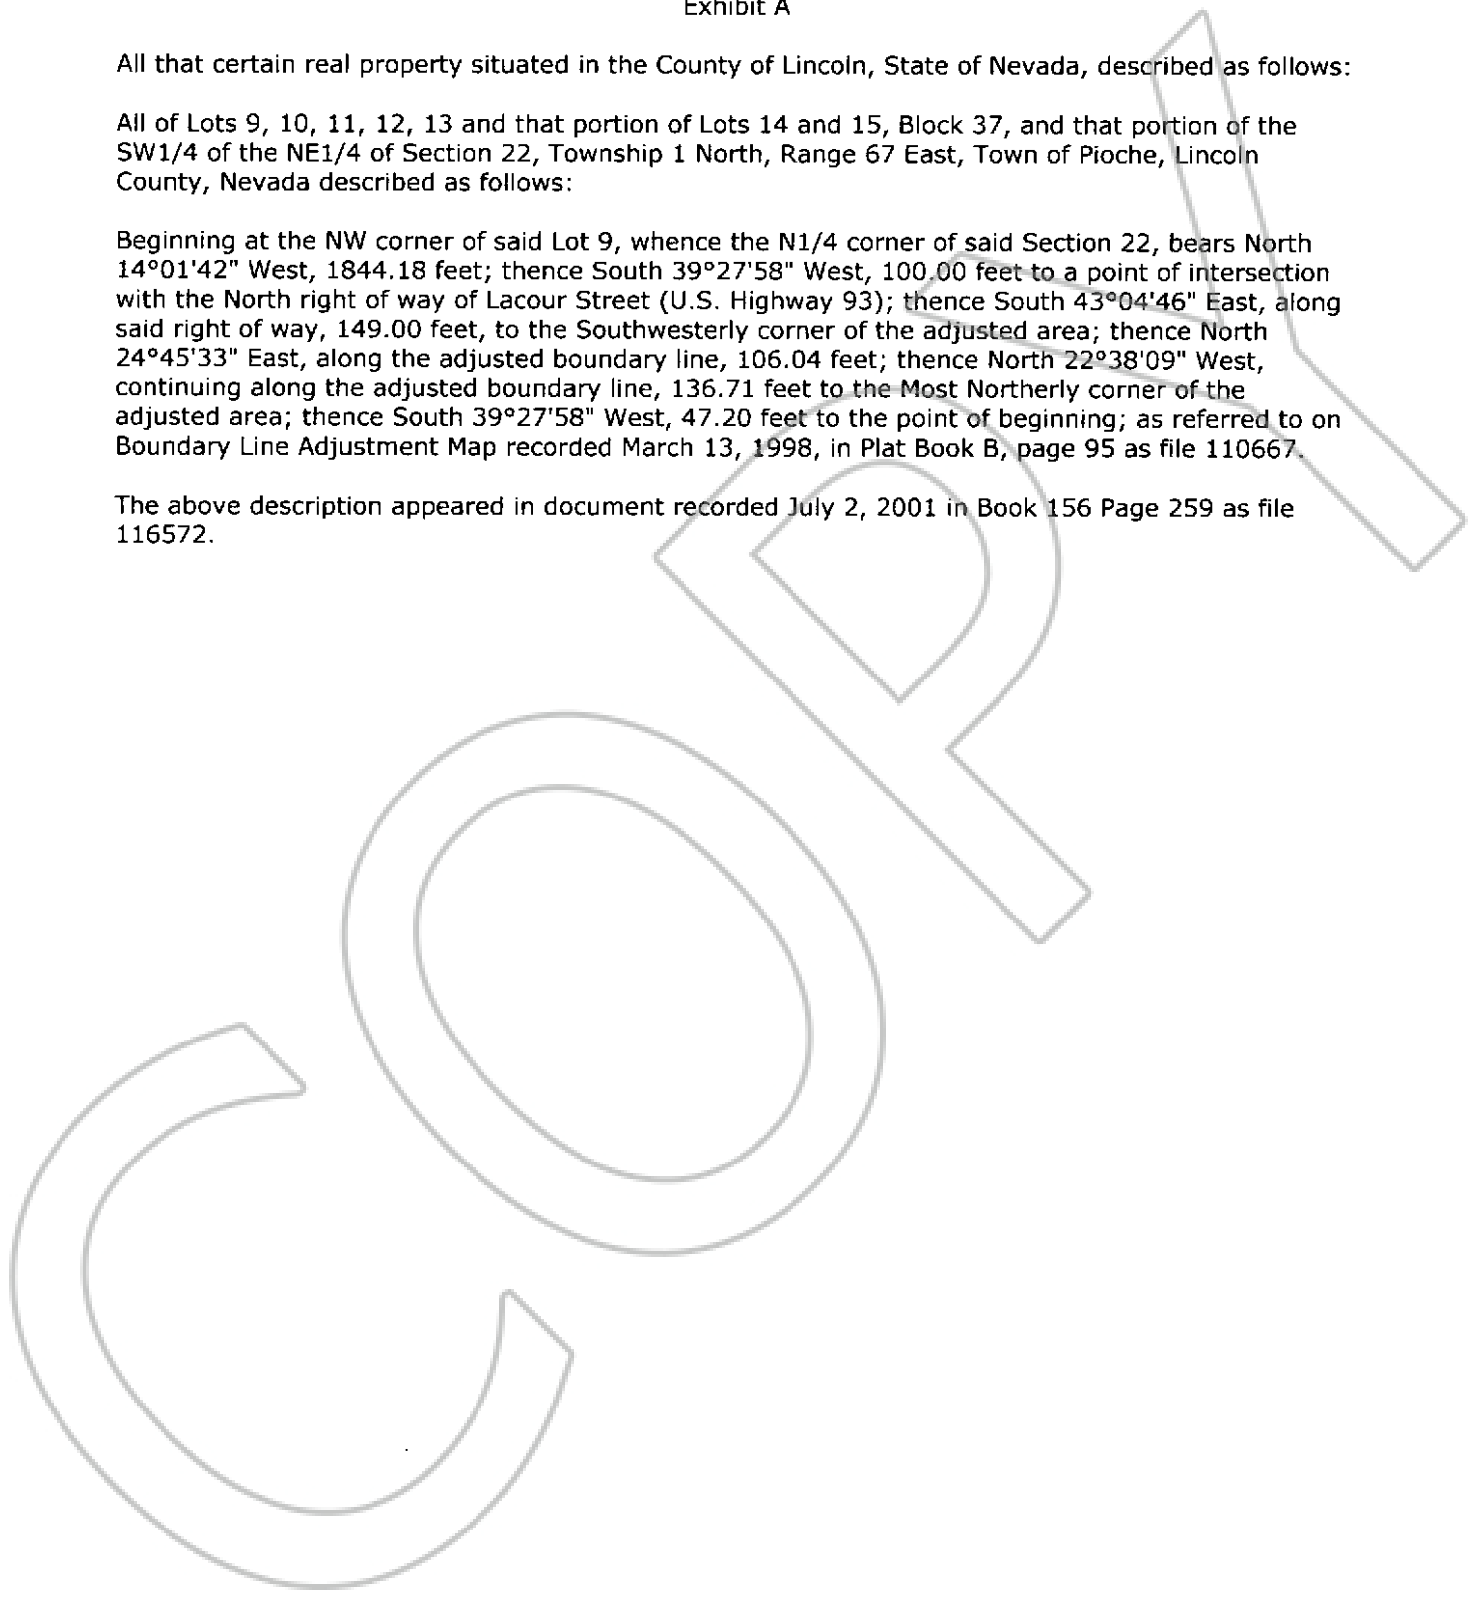 Exhibit A
All that certain real property situated in the County of Lincoln, State of Nevada, described as follows:
All of Lots 9, 10, 11, 12, 13 and that portion of Lots 14 and 15, Block 37, and that portion of the
SW1/4 of the NE1/4 of Section 22, Township 1 North, Range 67 East, Town of Pioche, Lincoln
County, Nevada described as follows:
Beginning at the NW corner of said Lot 9, whence the N1/4 corner of said Section 22, bears North
14°01'42" West, 1844.18 feet; thence South 39°27'58" West, 100.00 feet to a point of intersection
with the North right of way of Lacour Street (U.S. Highway 93); thence South 43°04'46" East, along
said right of way, 149.00 feet, to the Southwesterly corner of the adjusted area; thence North
24°45'33" East, along the adjusted boundary line, 106.04 feet; thence North 22°38'09" West,
continuing along the adjusted boundary line, 136.71 feet to the Most Northerly corner of the
adjusted area; thence South 39°27'58" West, 47.20 feet to the point of beginning; as referred to on
Boundary Line Adjustment Map recorded March 13, 1998, in Plat Book B, page 95 as file 110667.
The above description appeared in document recorded July 2, 2001 in Book 156 Page 259 as file
116572.
COPY